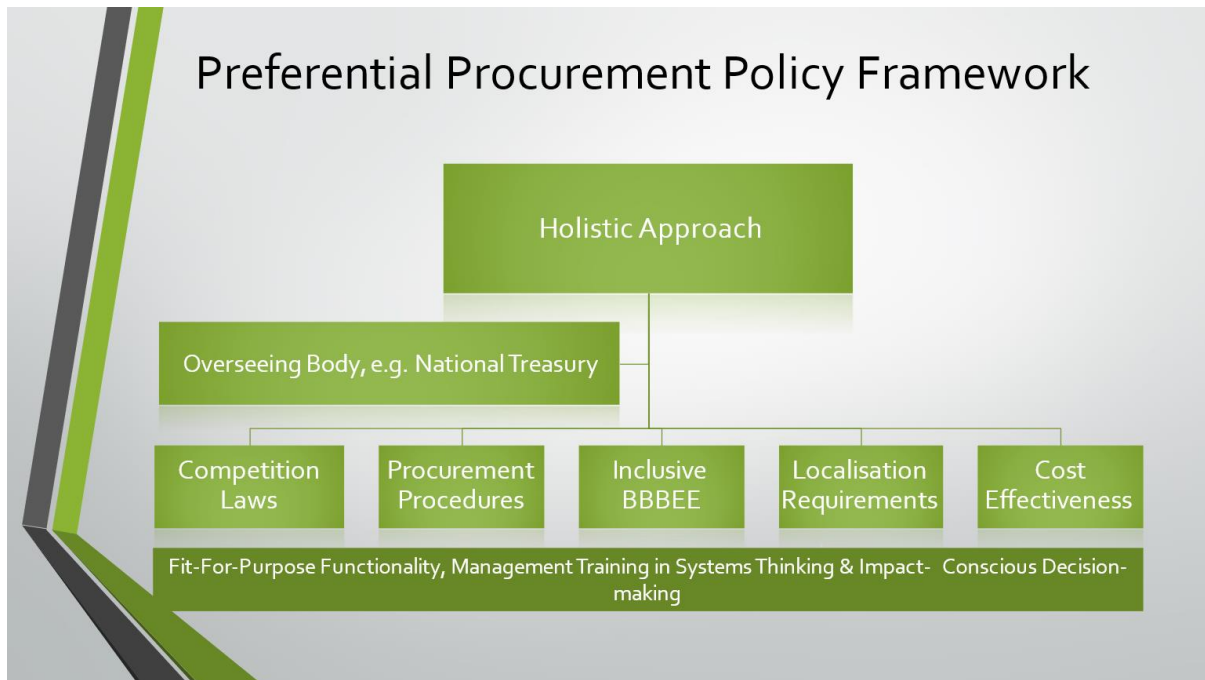 Preferential Procurement Policy Framework
Holistic Approach
Overseeing Body, e.g. National Treasury
Competition
Laws
Procurement
Procedures
Inclusive
BBBEE
Localisation
Requirements
Cost
Effectiveness
Fit-For-Purpose Functionality, Management Training in Systems Thinking & Impact- Conscious Decision-
making